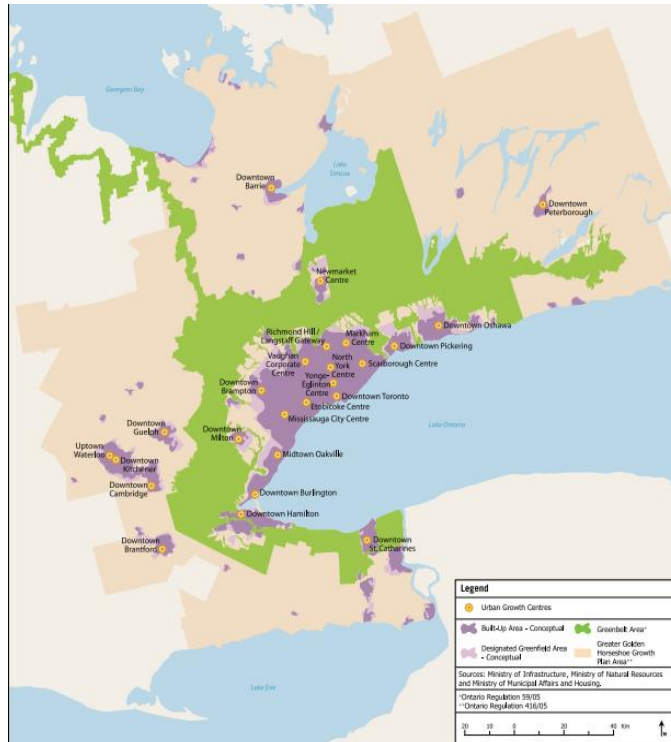 Georgian Bay
Lake
Simcoe
Downtown
Barrie
Downtown
Peterborough
Newmarket
Centre
Richmond Hill/
Langstaff Gateway
Markham
Centre
Downtown Oshawa
Downtown Pickering
Vaughan
Corporate
Centre
North
York
Centre
Scarborough Centre
Yonge-
Eglinton
Centre
Downtown
Brampton
Downtown Toronto
Etobicoke Centre
Mississauga City Centre
Downtown
Guelph
Downtown
Milton
Lake Ontario
Uptown
Waterloo
Downtown
Kitchener
Midtown Oakville
Downtown
Cambridge
Downtown Burlington
Downtown Hamilton
Downtown
Brantford
Downtown
St. Catharines
Lake Erie
Legend
Urban Growth Centres
Built-Up Area - Conceptual
Greenbelt Area*
Designated Greenfield Area
- Conceptual
Greater Golden
Horseshoe Growth
Plan Area**
Sources: Ministry of Infrastructure, Ministry of Natural Resources
and Ministry of Municipal Affairs and Housing.
*Ontario Regulation 59/05
**Ontario Regulation 416/05
20 10 0 20 40 Km